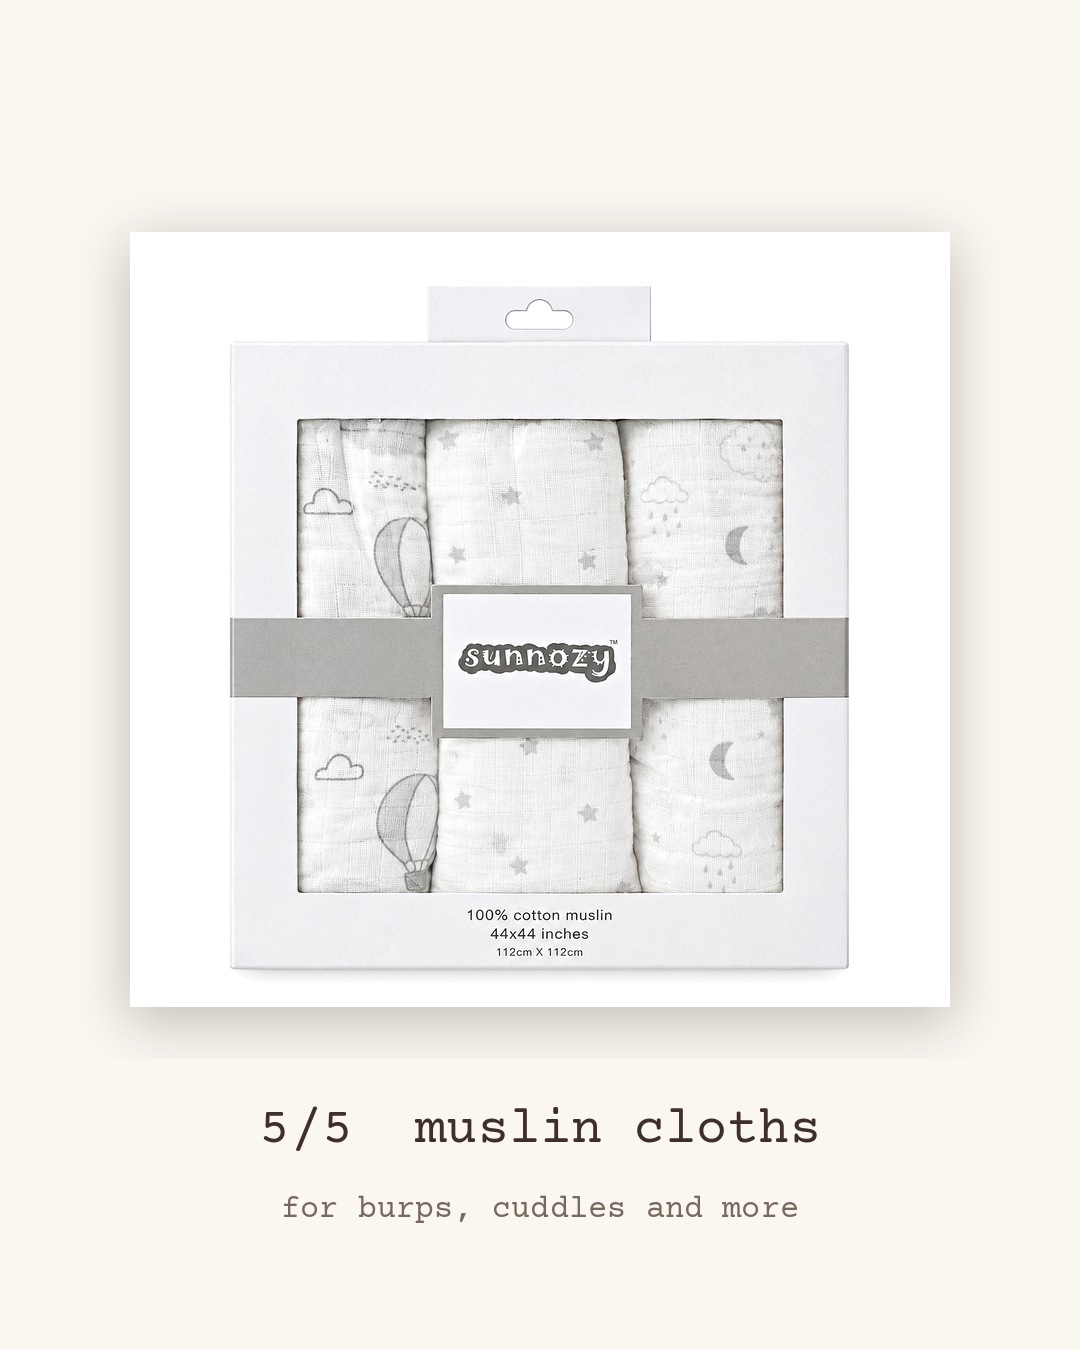 sunnozy™
100% cotton muslin
44x44 inches
112cm X 112cm
5/5 muslin cloths
for burps, cuddles and more